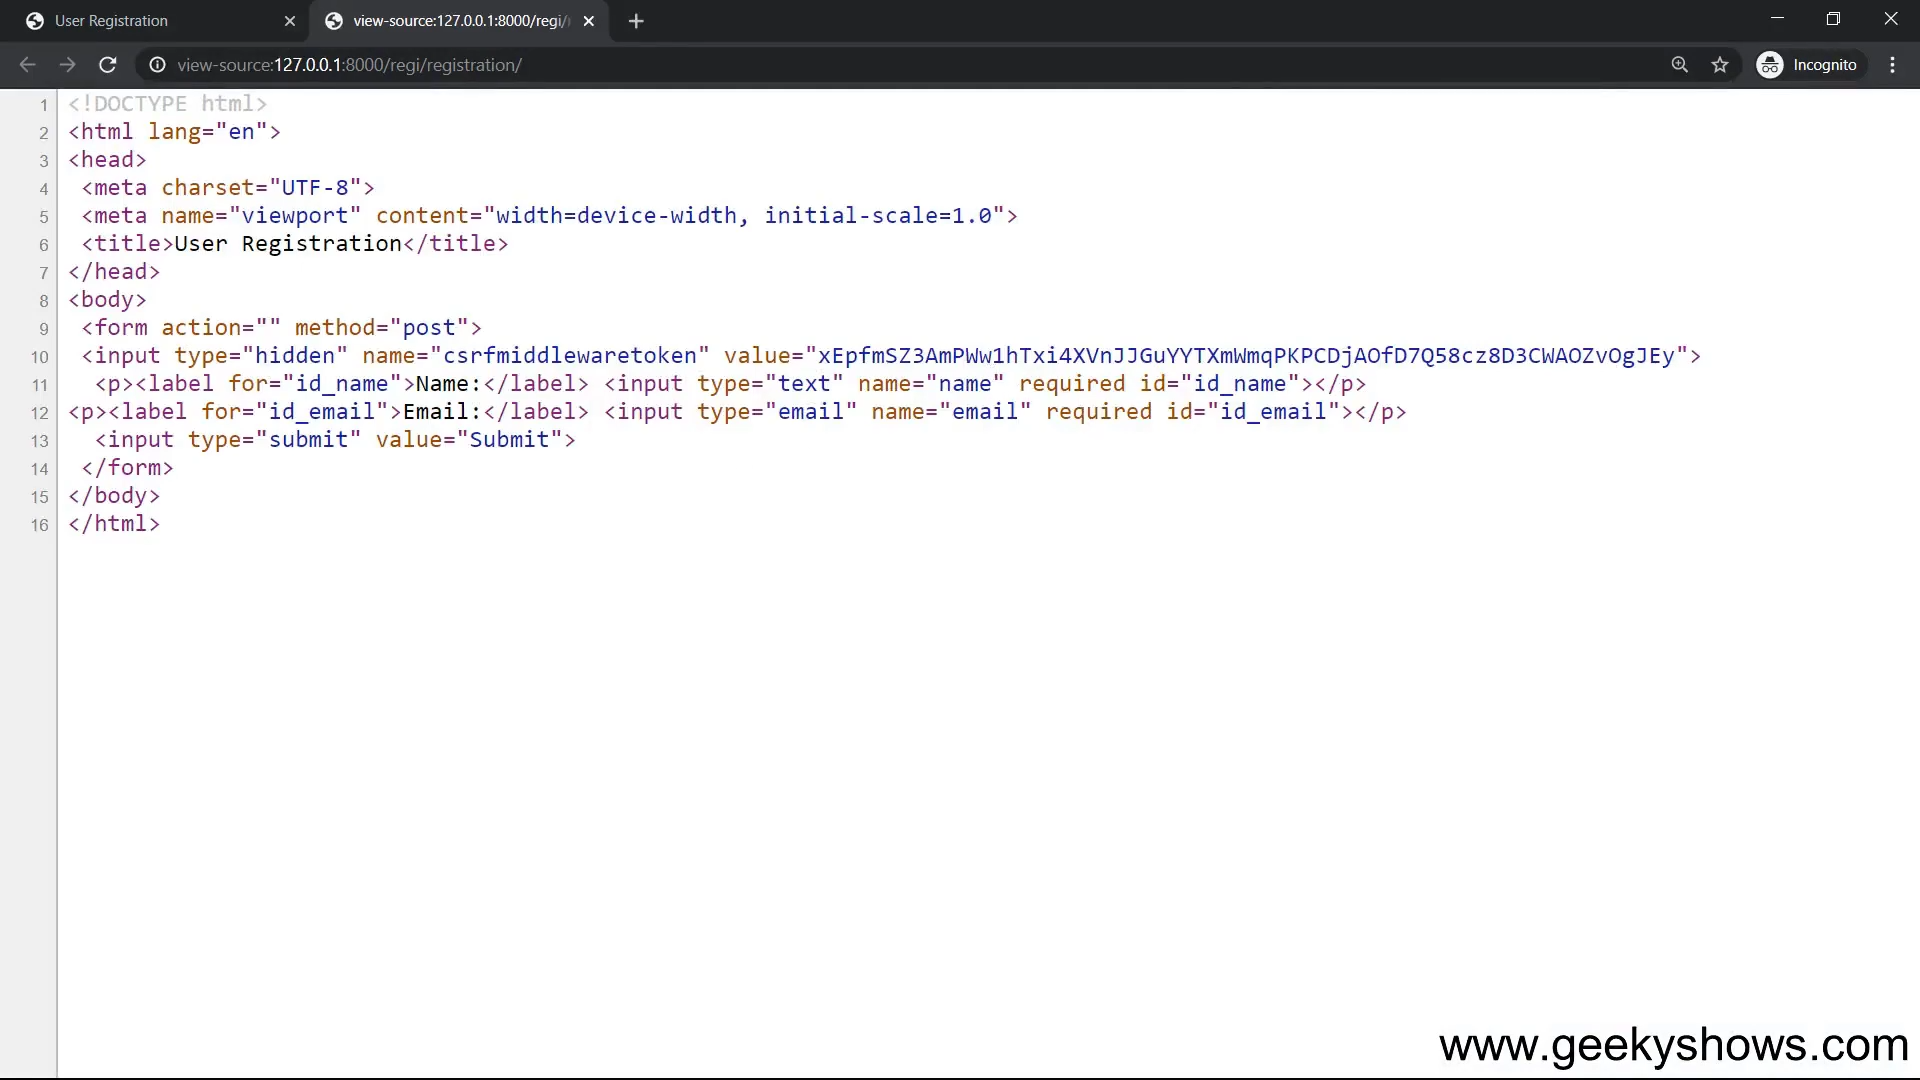 User Registration
view-source:127.0.0.1:8000/regi/
view-source:127.0.0.1:8000/regi/registration/
Incognito
1 <!DOCTYPE html>
2 <html lang="en">
3 <head>
4 <meta charset="UTF-8">
5 <meta name="viewport" content="width=device-width, initial-scale=1.0">
6 <title>User Registration</title>
7 </head>
8 <body>
9 <form action="" method="post">
10 <input type="hidden" name="csrfmiddlewaretoken" value="xEpfmSZ3AmPWw1hTxi4XVnJJGuYYTXmWmqPKPCDjAOfD7Q58cz8D3CWAOZvOgJEy">
11 <p><label for="id_name">Name:</label> <input type="text" name="name" required id="id_name"></p>
12 <p><label for="id_email">Email:</label> <input type="email" name="email" required id="id_email"></p>
13 <input type="submit" value="Submit">
14 </form>
15 </body>
16 </html>
www.geekyshows.com